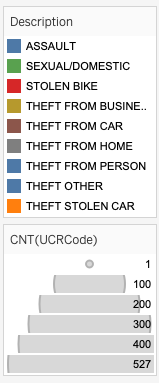 Description
ASSAULT
SEXUAL/DOMESTIC
STOLEN BIKE
THEFT FROM BUSINE..
THEFT FROM CAR
THEFT FROM HOME
THEFT FROM PERSON
THEFT OTHER
THEFT STOLEN CAR
CNT(UCRCode)
1
100
200
300
400
527